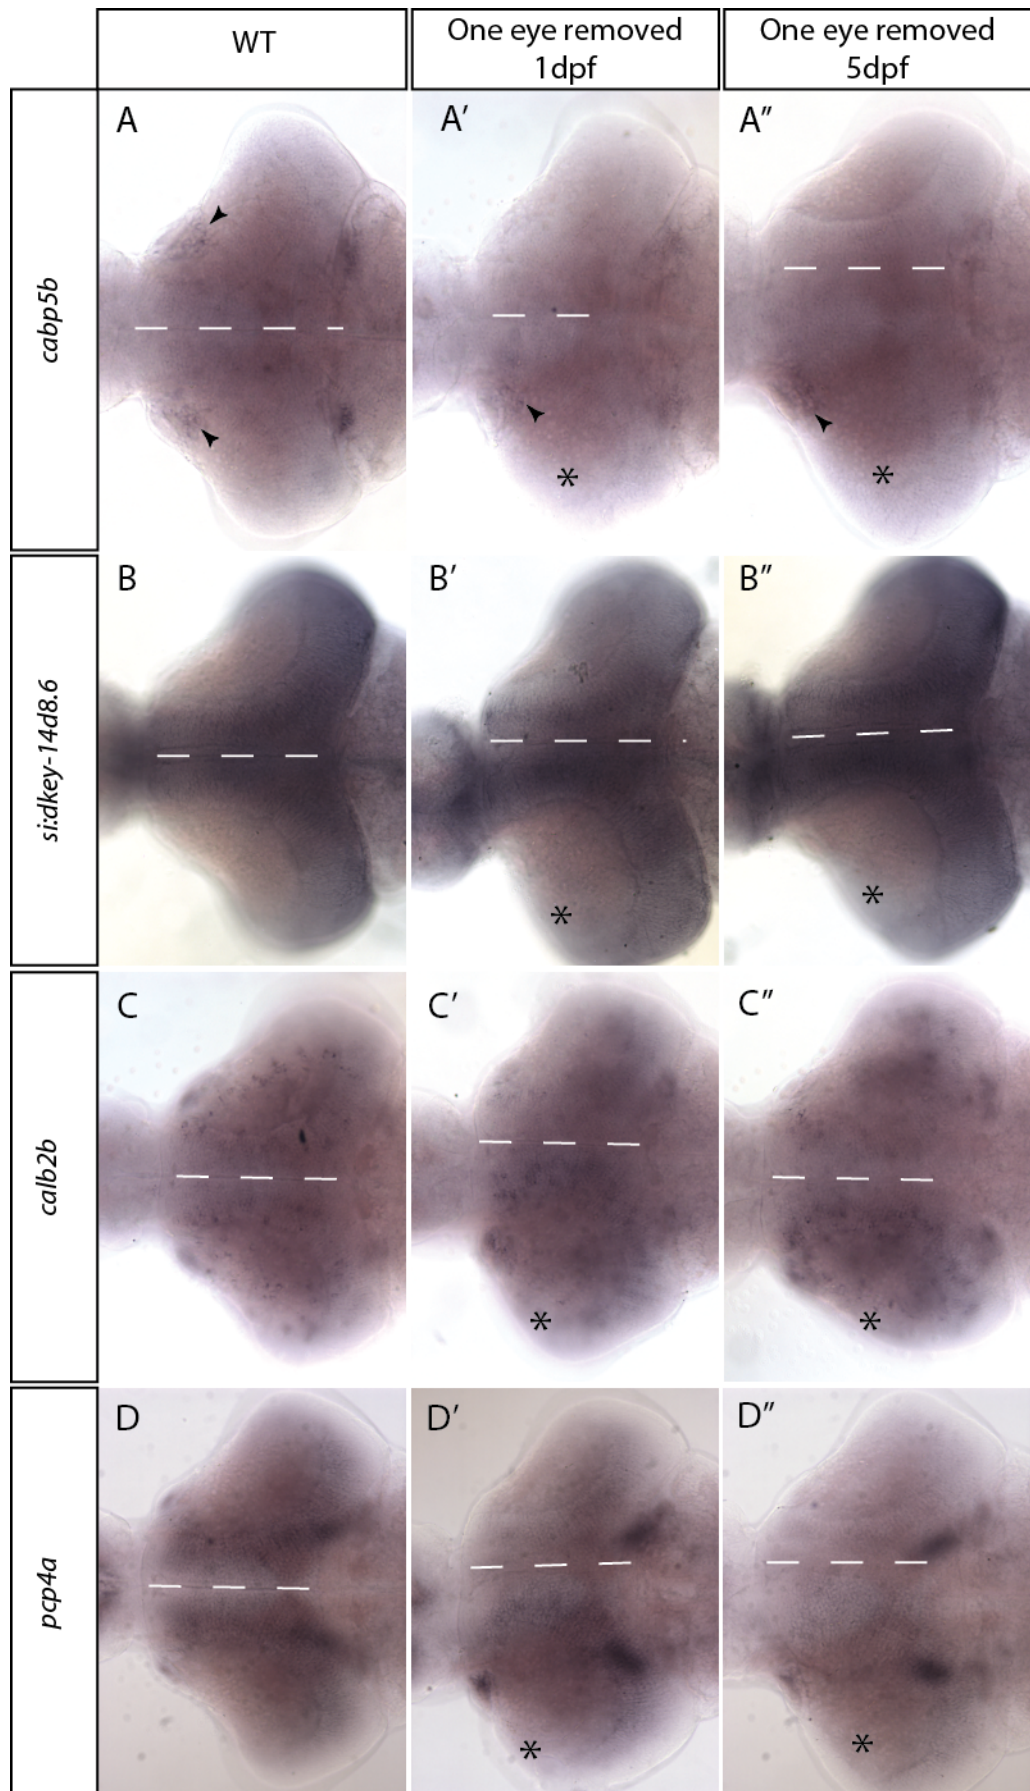 WT
One eye removed
1dpf
One eye removed
5dpf
cabp5b
A
A'
A"
*
*
si:dkey-14d8.6
B
B'
B"
*
*
calb2b
C
C'
C"
*
*
pcp4a
D
D'
D"
*
*